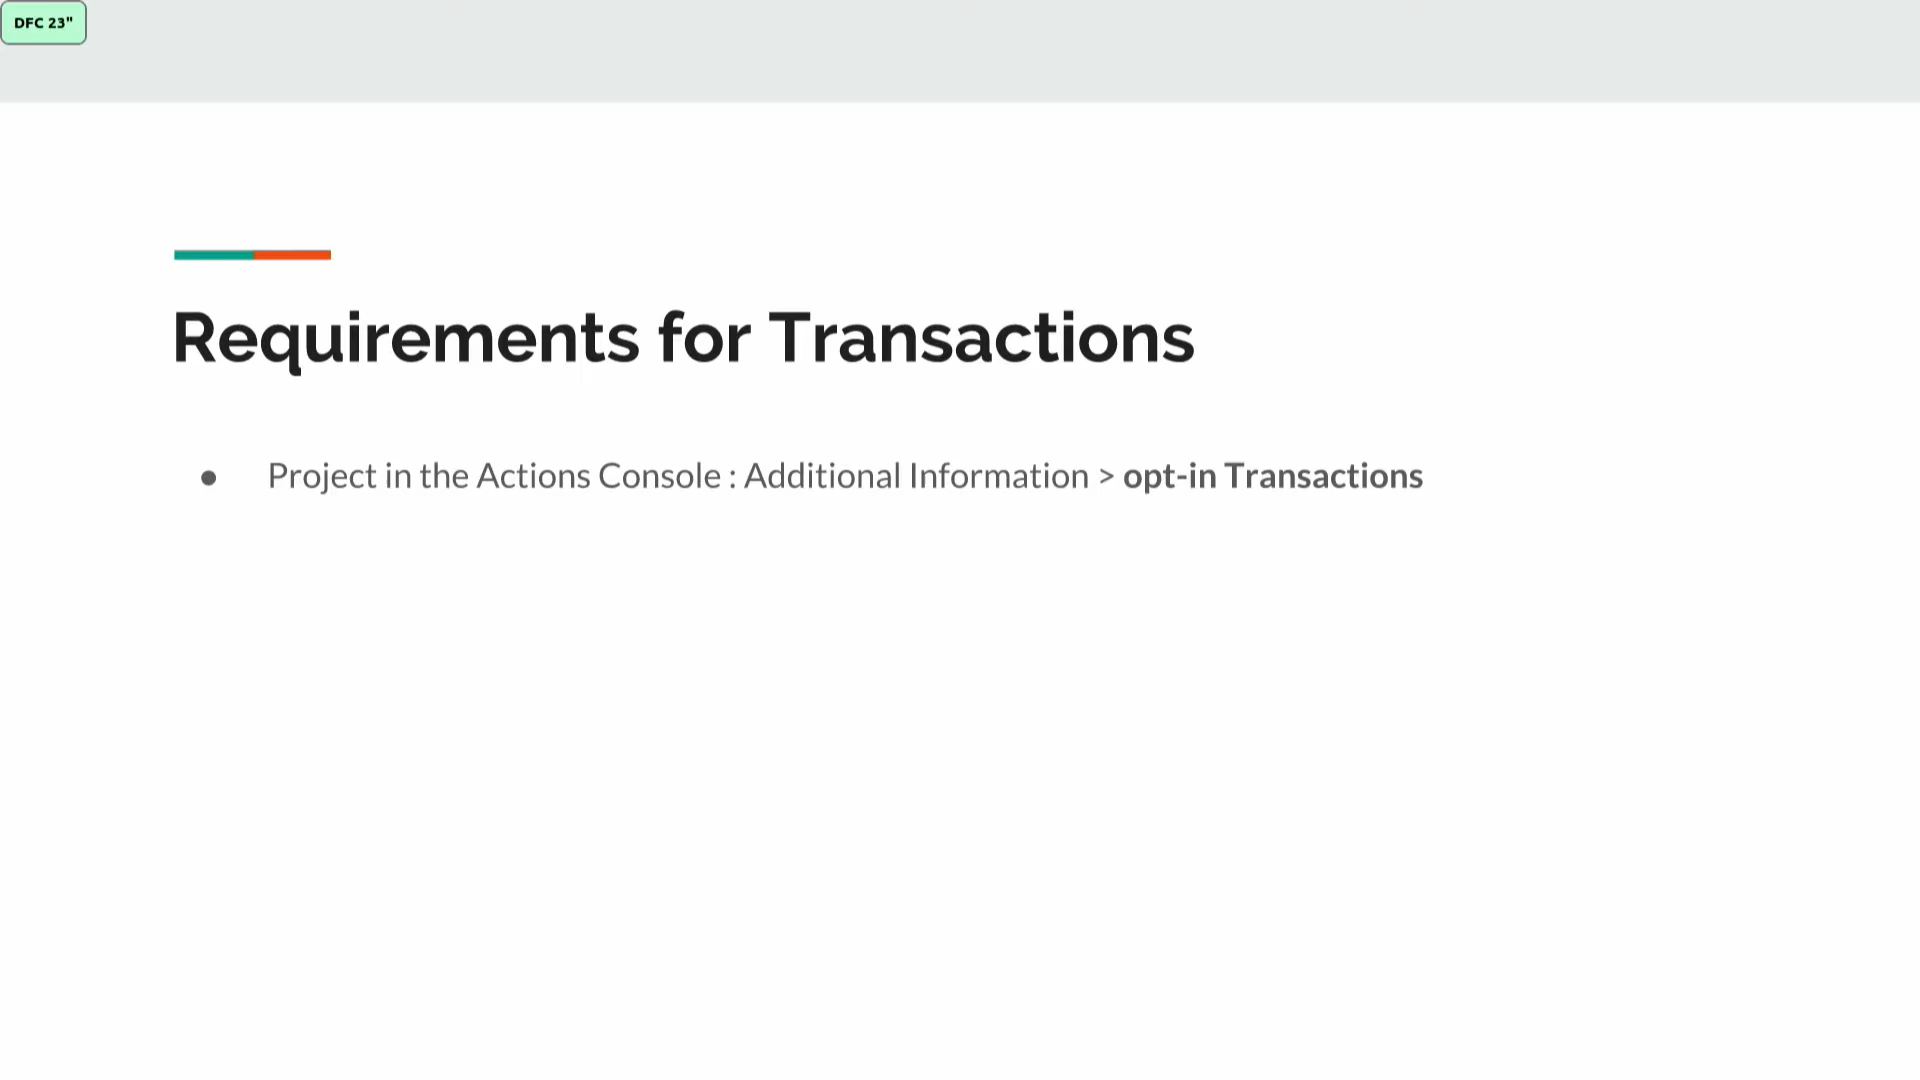 DFC 23"
Requirements for Transactions
● Project in the Actions Console : Additional Information > opt-in Transactions